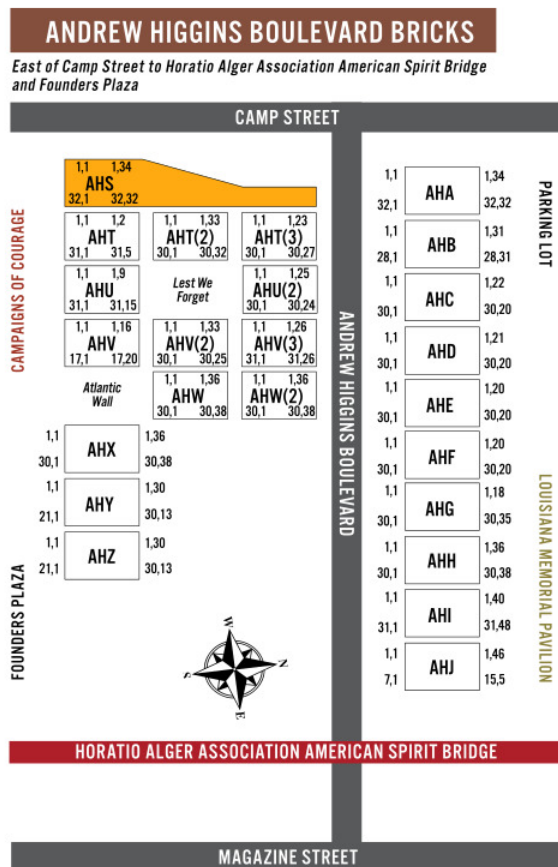 ANDREW HIGGINS BOULEVARD BRICKS
East of Camp Street to Horatio Alger Association American Spirit Bridge
and Founders Plaza
CAMP STREET
CAMPAIGNS OF COURAGE
FOUNDERS PLAZA
1,1 1,34
AHS
32,1 32,32
1,1 1,2
AHT
31,1 31,5
1,1 1,33
AHT(2)
30,1 30,32
1,1 1,23
AHT(3)
30,1 30,27
1,1 1,9
AHU
31,1 31,15
Lest We
Forget
1,1 1,25
AHU(2)
30,1 30,24
1,1 1,16
AHV
17,1 17,20
1,1 1,33
AHV(2)
30,1 30,25
1,1 1,26
AHV(3)
31,1 31,26
Atlantic
Wall
1,1 1,36
AHW
30,1 30,38
1,1 1,36
AHW(2)
30,1 30,38
1,1 1,36
AHX
30,1 30,38
1,1 1,30
AHY
21,1 30,13
1,1 1,30
AHZ
21,1 30,13
W
N
S
E
ANDREW HIGGINS BOULEVARD
1,1 1,34
AHA
32,1 32,32
1,1 1,31
AHB
28,1 28,31
1,1 1,22
AHC
30,1 30,20
1,1 1,21
AHD
30,1 30,20
1,1 1,20
AHE
30,1 30,20
1,1 1,20
AHF
30,1 30,20
1,1 1,18
AHG
30,1 30,35
1,1 1,36
AHH
30,1 30,38
1,1 1,40
AHI
31,1 31,48
1,1 1,46
AHJ
7,1 15,5
PARKING LOT
LOUISIANA MEMORIAL PAVILION
HORATIO ALGER ASSOCIATION AMERICAN SPIRIT BRIDGE
MAGAZINE STREET